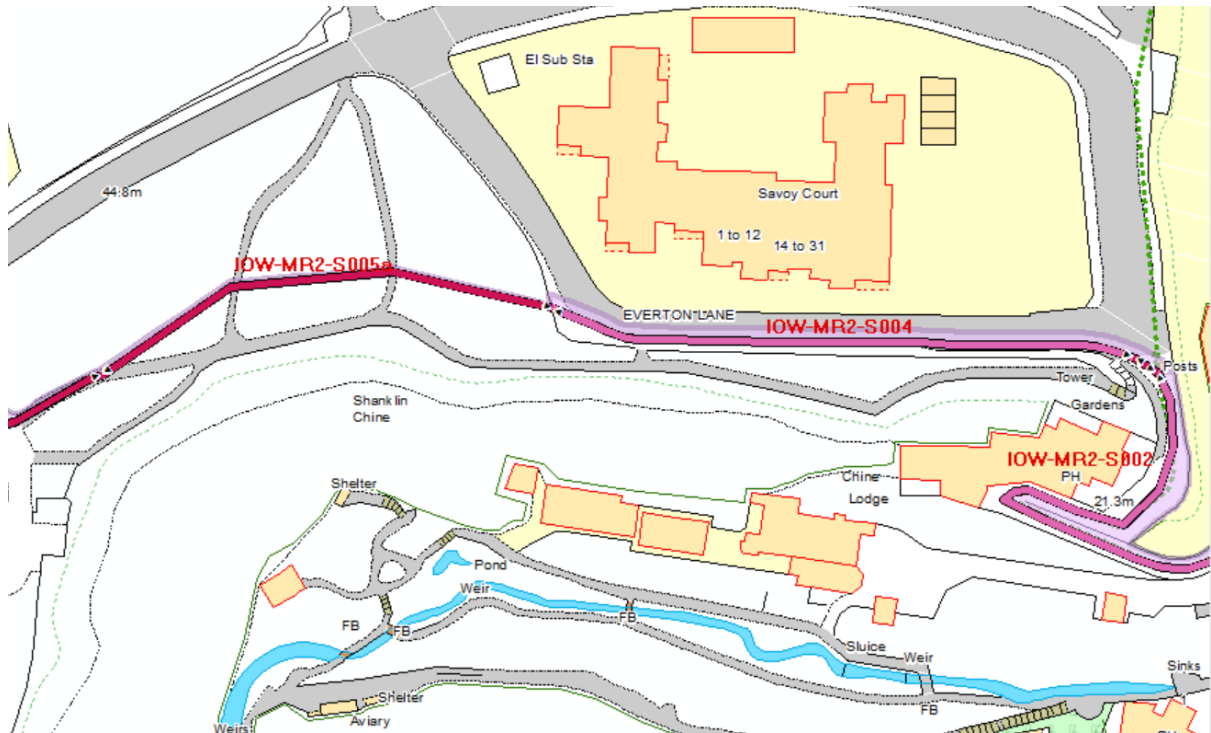 El Sub Sta
44.8m
Savoy Court
1 to 12
14 to 31
IOW-MR2-S005a
EVERTON LANE
IOW-MR2-S004
Posts
Tower
Gardens
Shanklin
Chine
IOW-MR2-S002
PH
Chine
Lodge
21.3m
Shelter
Pond
Weir
FB
FB
FB
Sluice
Weir
Sinks
Shelter
Aviary
Weirs
FB
PH